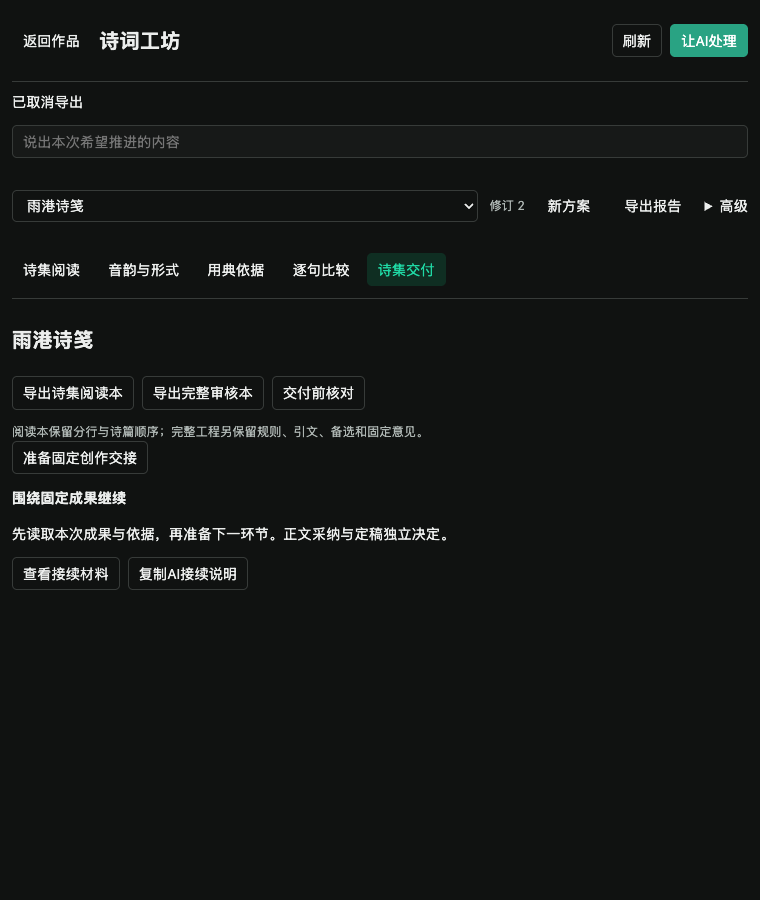 返回作品 诗词工坊 刷新 让AI处理
已取消导出
说出本次希望推进的内容
雨港诗笺 修订 2 新方案 导出报告 ▶ 高级
诗集阅读 音韵与形式 用典依据 逐句比较 诗集交付
雨港诗笺
导出诗集阅读本 导出完整审核本 交付前核对
阅读本保留分行与诗篇顺序；完整工程另保留规则、引文、备选和固定意见。
准备固定创作交接
围绕固定成果继续
先读取本次成果与依据，再准备下一环节。正文采纳与定稿独立决定。
查看接续材料 复制AI接续说明